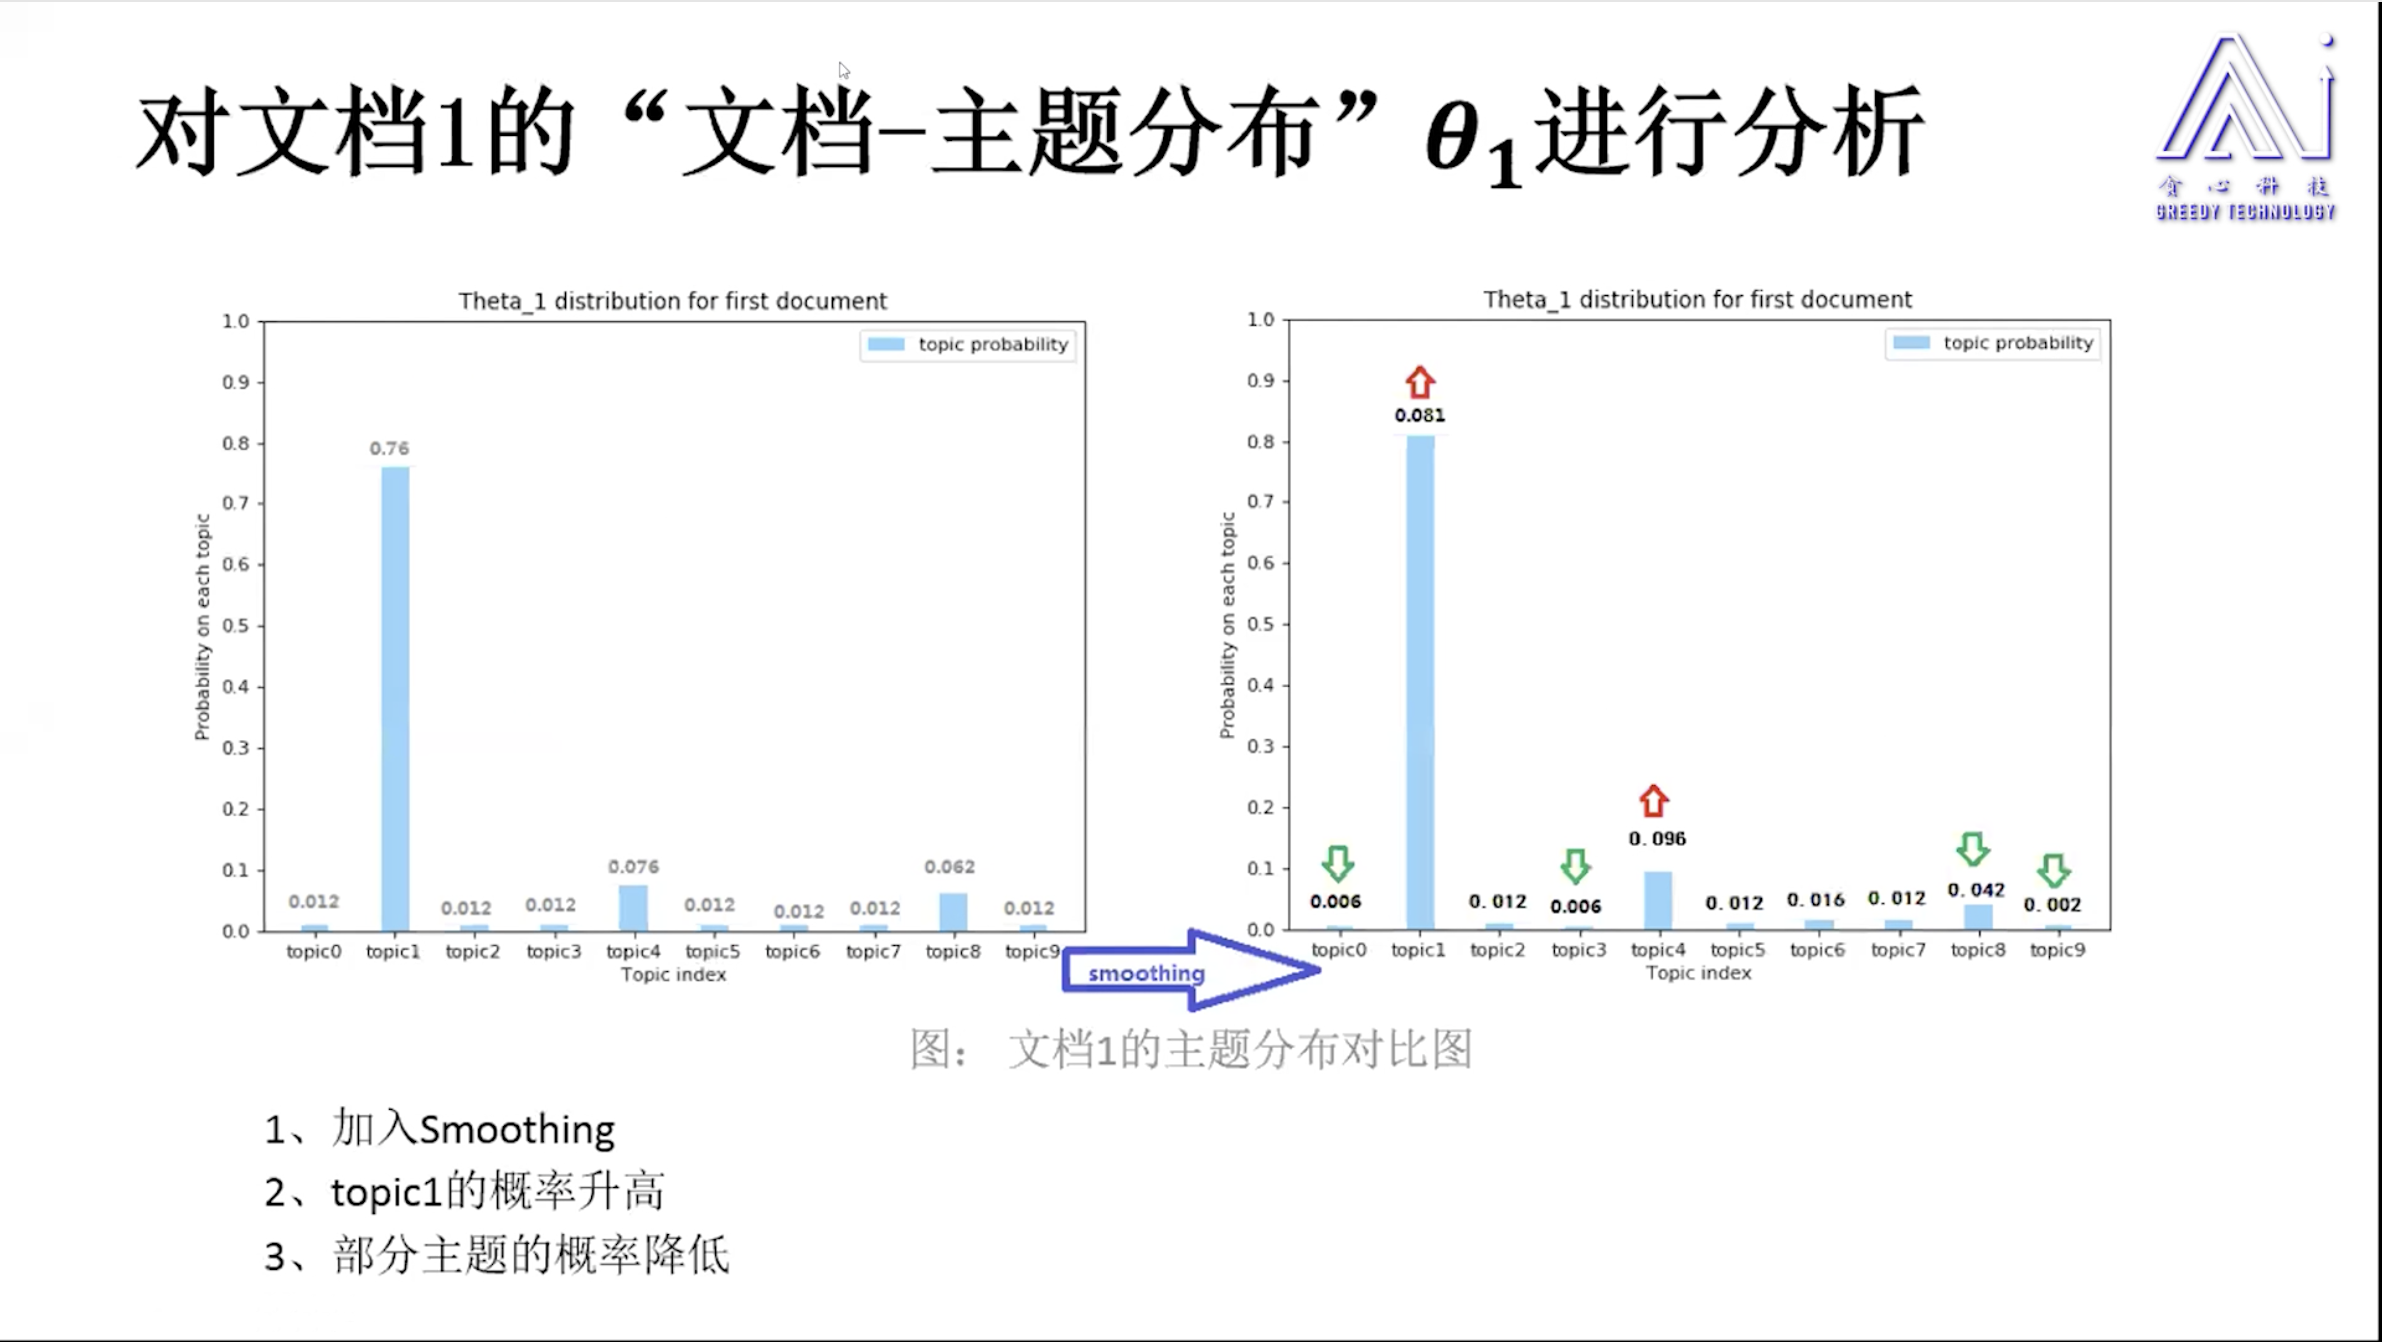 对文档1的“文档-主题分布”θ₁进行分析
贪心科技
GREEDY TECHNOLOGY
Theta_1 distribution for first document
topic probability
1.0
0.9
0.8
0.7
0.6
0.5
0.4
0.3
0.2
0.1
0.0
Probability on each topic
0.012
0.76
0.012
0.012
0.076
0.012
0.012
0.012
0.062
0.012
topic0 topic1 topic2 topic3 topic4 topic5 topic6 topic7 topic8 topic9
Topic index
smoothing
Theta_1 distribution for first document
topic probability
1.0
0.9
0.8
0.7
0.6
0.5
0.4
0.3
0.2
0.1
0.0
Probability on each topic
0.006
0.081
0.012
0.006
0.096
0.012
0.016
0.012
0.042
0.002
topic0 topic1 topic2 topic3 topic4 topic5 topic6 topic7 topic8 topic9
Topic index
图： 文档1的主题分布对比图
1、加入Smoothing
2、topic1的概率升高
3、部分主题的概率降低